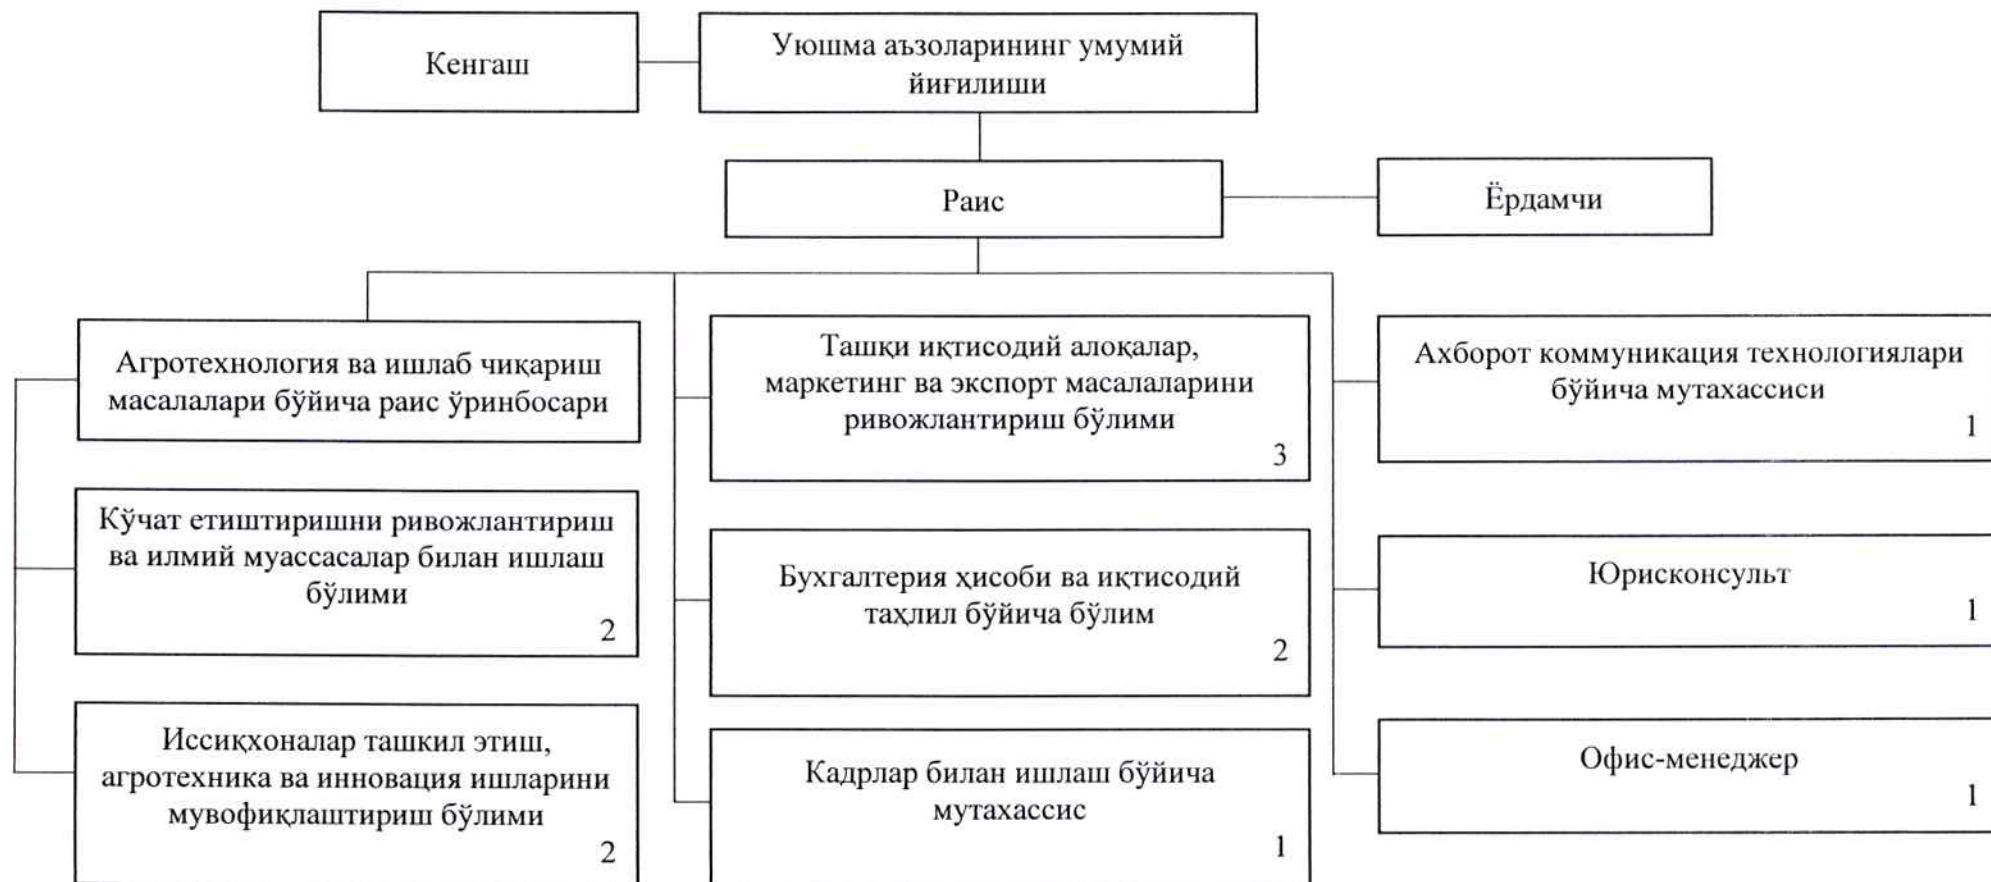 Кенгаш
Уюшма аъзоларининг умумий
йиғилиши
Раис
Ёрдамчи
Агротехнология ва ишлаб чиқариш
масалалари бўйича раис ўринбосари
Кўчат етиштиришни ривожлантириш
ва илмий муассасалар билан ишлаш
бўлими
2
Иссиқхоналар ташкил этиш,
агротехника ва инновация ишларини
мувофиқлаштириш бўлими
2
Ташқи иқтисодий алоқалар,
маркетинг ва экспорт масалаларини
ривожлантириш бўлими
3
Бухгалтерия ҳисоби ва иқтисодий
таҳлил бўйича бўлим
2
Кадрлар билан ишлаш бўйича
мутахассис
1
Ахборот коммуникация технологиялари
бўйича мутахассиси
1
Юрисконсульт
1
Офис-менеджер
1